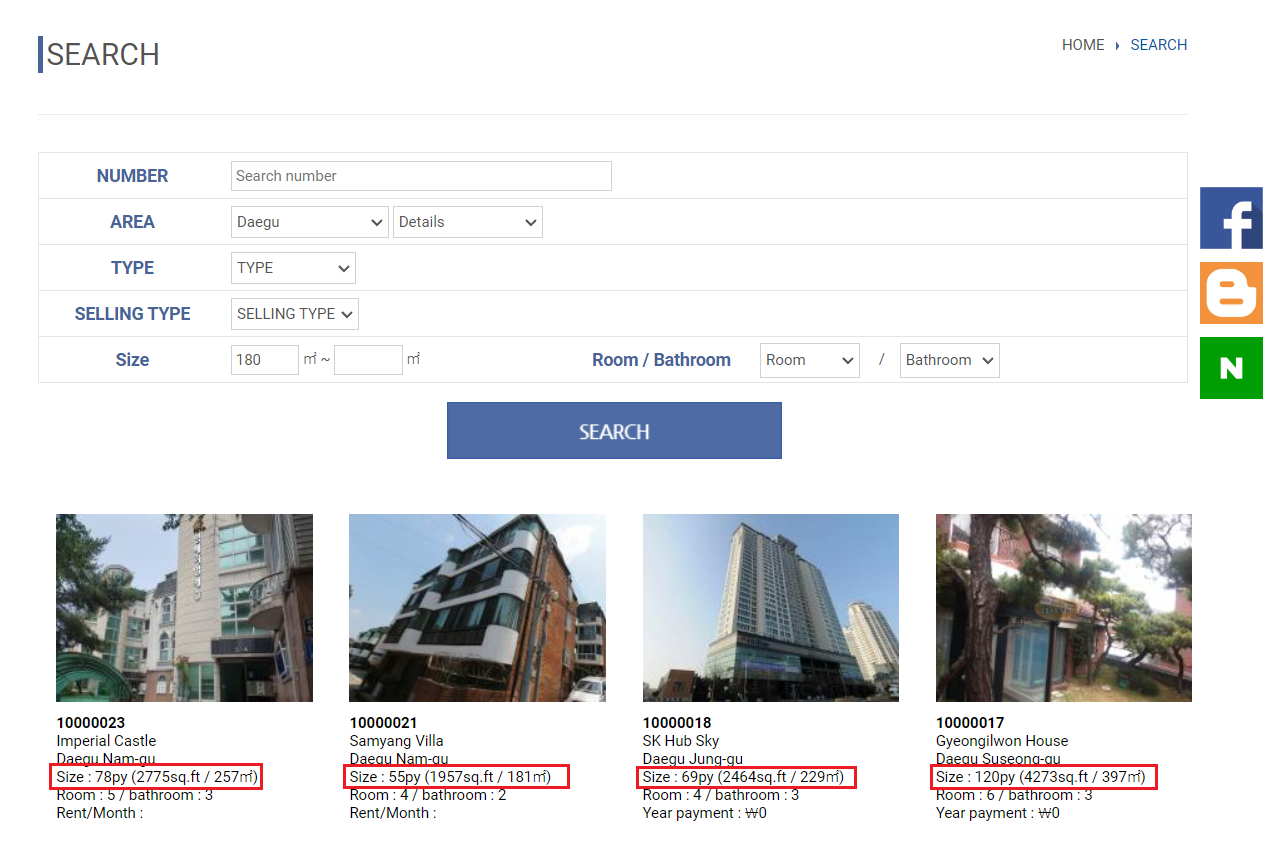 SEARCH
HOME SEARCH
NUMBER Search number
AREA Daegu Details
TYPE TYPE
SELLING TYPE SELLING TYPE
Size 180 ㎡ ~ ㎡ Room / Bathroom Room / Bathroom
SEARCH
10000023
Imperial Castle
Daegu Nam-gu
Size : 78py (2775sq.ft / 257㎡)
Room : 5 / bathroom : 3
Rent/Month :
10000021
Samyang Villa
Daegu Nam-gu
Size : 55py (1957sq.ft / 181㎡)
Room : 4 / bathroom : 2
Rent/Month :
10000018
SK Hub Sky
Daegu Jung-gu
Size : 69py (2464sq.ft / 229㎡)
Room : 4 / bathroom : 3
Year payment : ₩0
10000017
Gyeongilwon House
Daegu Suseong-gu
Size : 120py (4273sq.ft / 397㎡)
Room : 6 / bathroom : 3
Year payment : ₩0